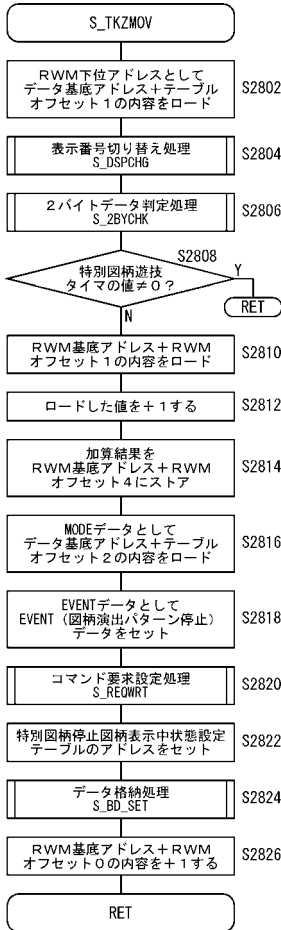 S_TKZMOV
RWM下位アドレスとして
データ基底アドレス+テーブル
オフセット1の内容をロード
S2802
表示番号切り替え処理
S_DSPCHG
S2804
2バイトデータ判定処理
S_2BYCHK
S2806
S2808
特別図柄遊技
タイマの値≠0?
Y
RET
N
RWM基底アドレス+RWM
オフセット1の内容をロード
S2810
ロードした値を+1する
S2812
加算結果を
RWM基底アドレス+RWM
オフセット4にストア
S2814
MODEデータとして
データ基底アドレス+テーブル
オフセット2の内容をロード
S2816
EVENTデータとして
EVENT(図柄演出パターン停止)
データをセット
S2818
コマンド要求設定処理
S_REQWRT
S2820
特別図柄停止図柄表示中状態設定
テーブルのアドレスをセット
S2822
データ格納処理
S_BD_SET
S2824
RWM基底アドレス+RWM
オフセット0の内容を+1する
S2826
RET